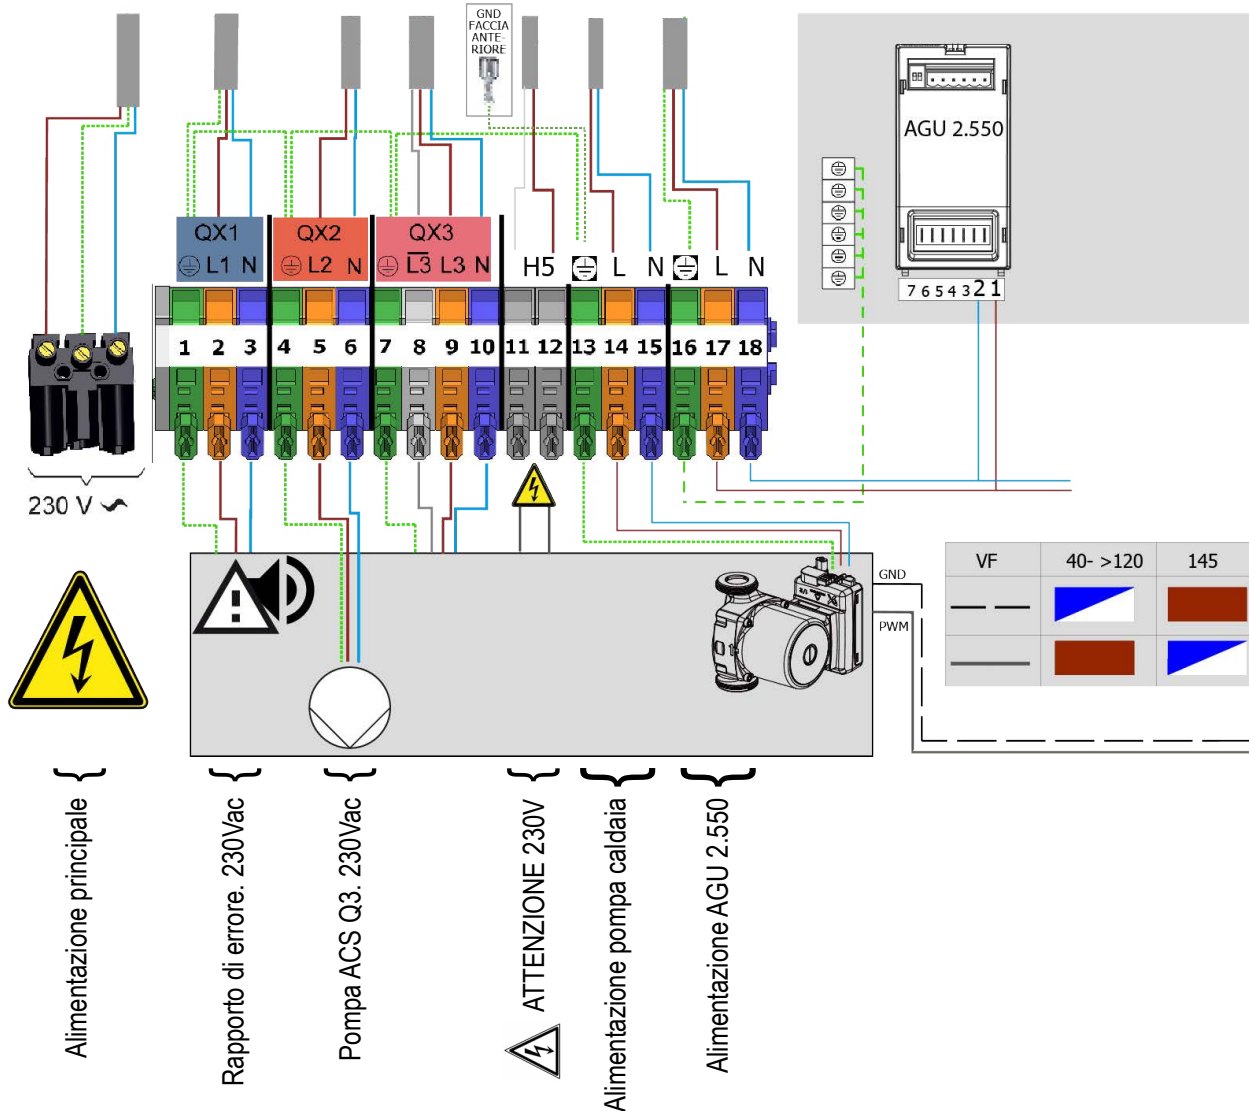 GND
FACCIA
ANTE-
RIORE
AGU 2.550
QX1
QX2
QX3
L1 N
L2 N
L3 L3 N
H5
L N
L N
7 6 5 4 3 2 1
1 2 3 4 5 6 7 8 9 10 11 12 13 14 15 16 17 18
230 V
GND
PWM
VF 40- >120 145
Alimentazione principale
Rapporto di errore. 230Vac
Pompa ACS Q3. 230Vac
ATTENZIONE 230V
Alimentazione pompa caldaia
Alimentazione AGU 2.550